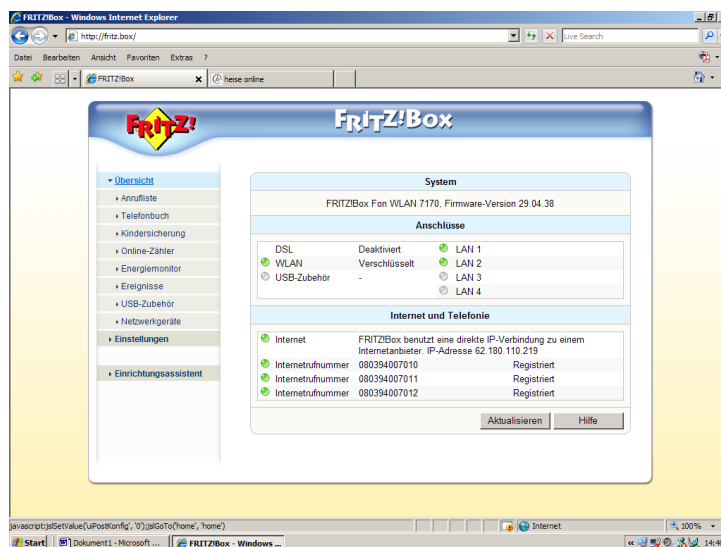 FRITZ!Box - Windows Internet Explorer
http://fritz.box/
Live Search
Datei Bearbeiten Ansicht Favoriten Extras ?
FRITZ!Box
heise online
FRITZ!
FRITZ!BOX
Übersicht
Anrufliste
Telefonbuch
Kindersicherung
Online-Zähler
Energiemonitor
Ereignisse
USB-Zubehör
Netzwerkgeräte
Einstellungen
Einrichtungsassistent
System
FRITZ!Box Fon WLAN 7170, Firmware-Version 29.04.38
Anschlüsse
DSL Deaktiviert LAN 1
WLAN Verschlüsselt LAN 2
USB-Zubehör - LAN 3
LAN 4
Internet und Telefonie
Internet FRITZ!Box benutzt eine direkte IP-Verbindung zu einem
Internetanbieter. IP-Adresse 62.180.110.219
Internetrufnummer 080394007010 Registriert
Internetrufnummer 080394007011 Registriert
Internetrufnummer 080394007012 Registriert
Aktualisieren Hilfe
javascript:jslSetValue('uiPostKonfig', '0');jslGoTo('home', 'home')
Internet 100%
Start Dokument1 - Microsoft ... FRITZ!Box - Windows ...